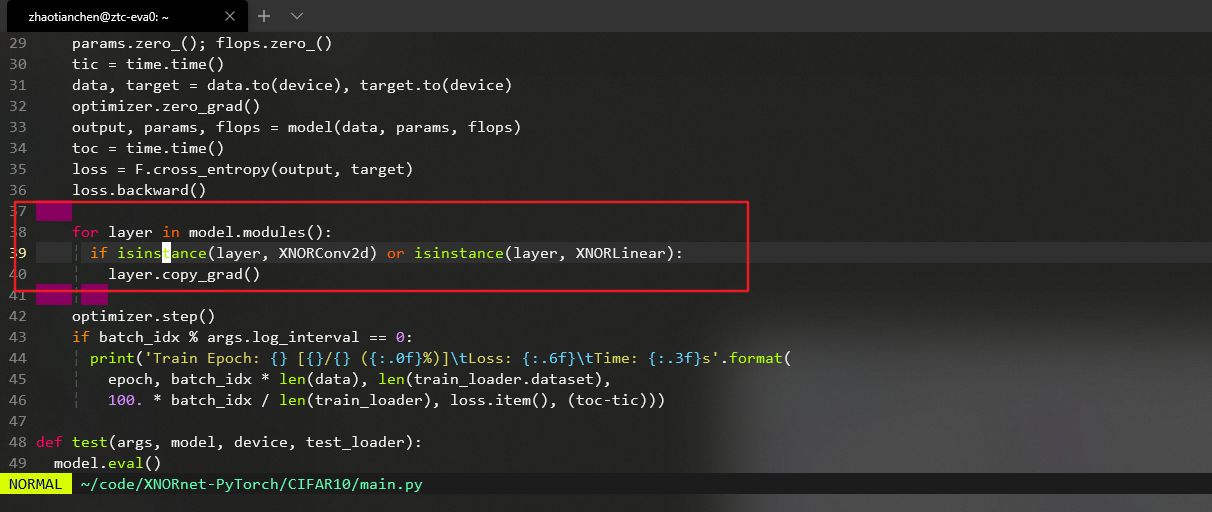 zhaotianchen@ztc-eva0: ~
29 params.zero_(); flops.zero_()
30 tic = time.time()
31 data, target = data.to(device), target.to(device)
32 optimizer.zero_grad()
33 output, params, flops = model(data, params, flops)
34 toc = time.time()
35 loss = F.cross_entropy(output, target)
36 loss.backward()
37
38 for layer in model.modules():
39 if isinstance(layer, XNORConv2d) or isinstance(layer, XNORLinear):
40 layer.copy_grad()
41
42 optimizer.step()
43 if batch_idx % args.log_interval == 0:
44 print('Train Epoch: {} [{}/{} ({:.0f}%)]\tLoss: {:.6f}\tTime: {:.3f}s'.format(
45 epoch, batch_idx * len(data), len(train_loader.dataset),
46 100. * batch_idx / len(train_loader), loss.item(), (toc-tic)))
47
48 def test(args, model, device, test_loader):
49 model.eval()
NORMAL ~/code/XNORnet-PyTorch/CIFAR10/main.py